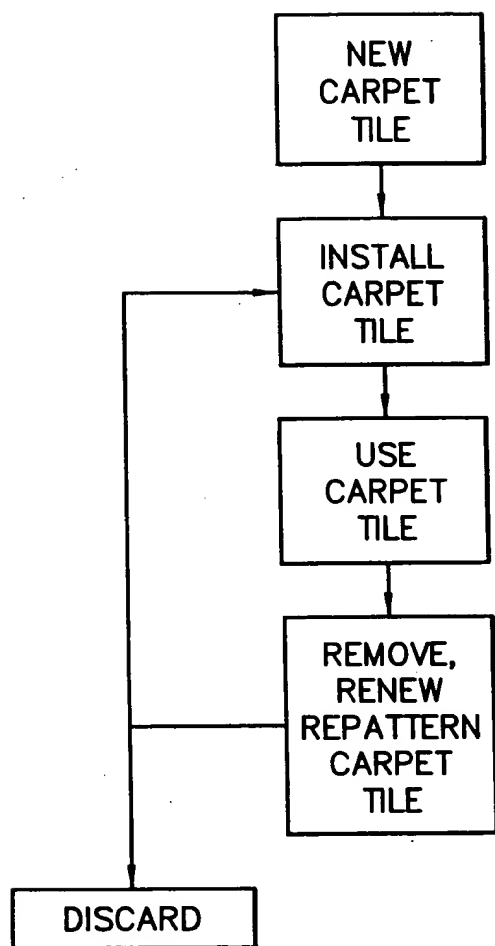 NEW
CARPET
TILE
INSTALL
CARPET
TILE
USE
CARPET
TILE
REMOVE,
RENEW
REPATTERN
CARPET
TILE
DISCARD